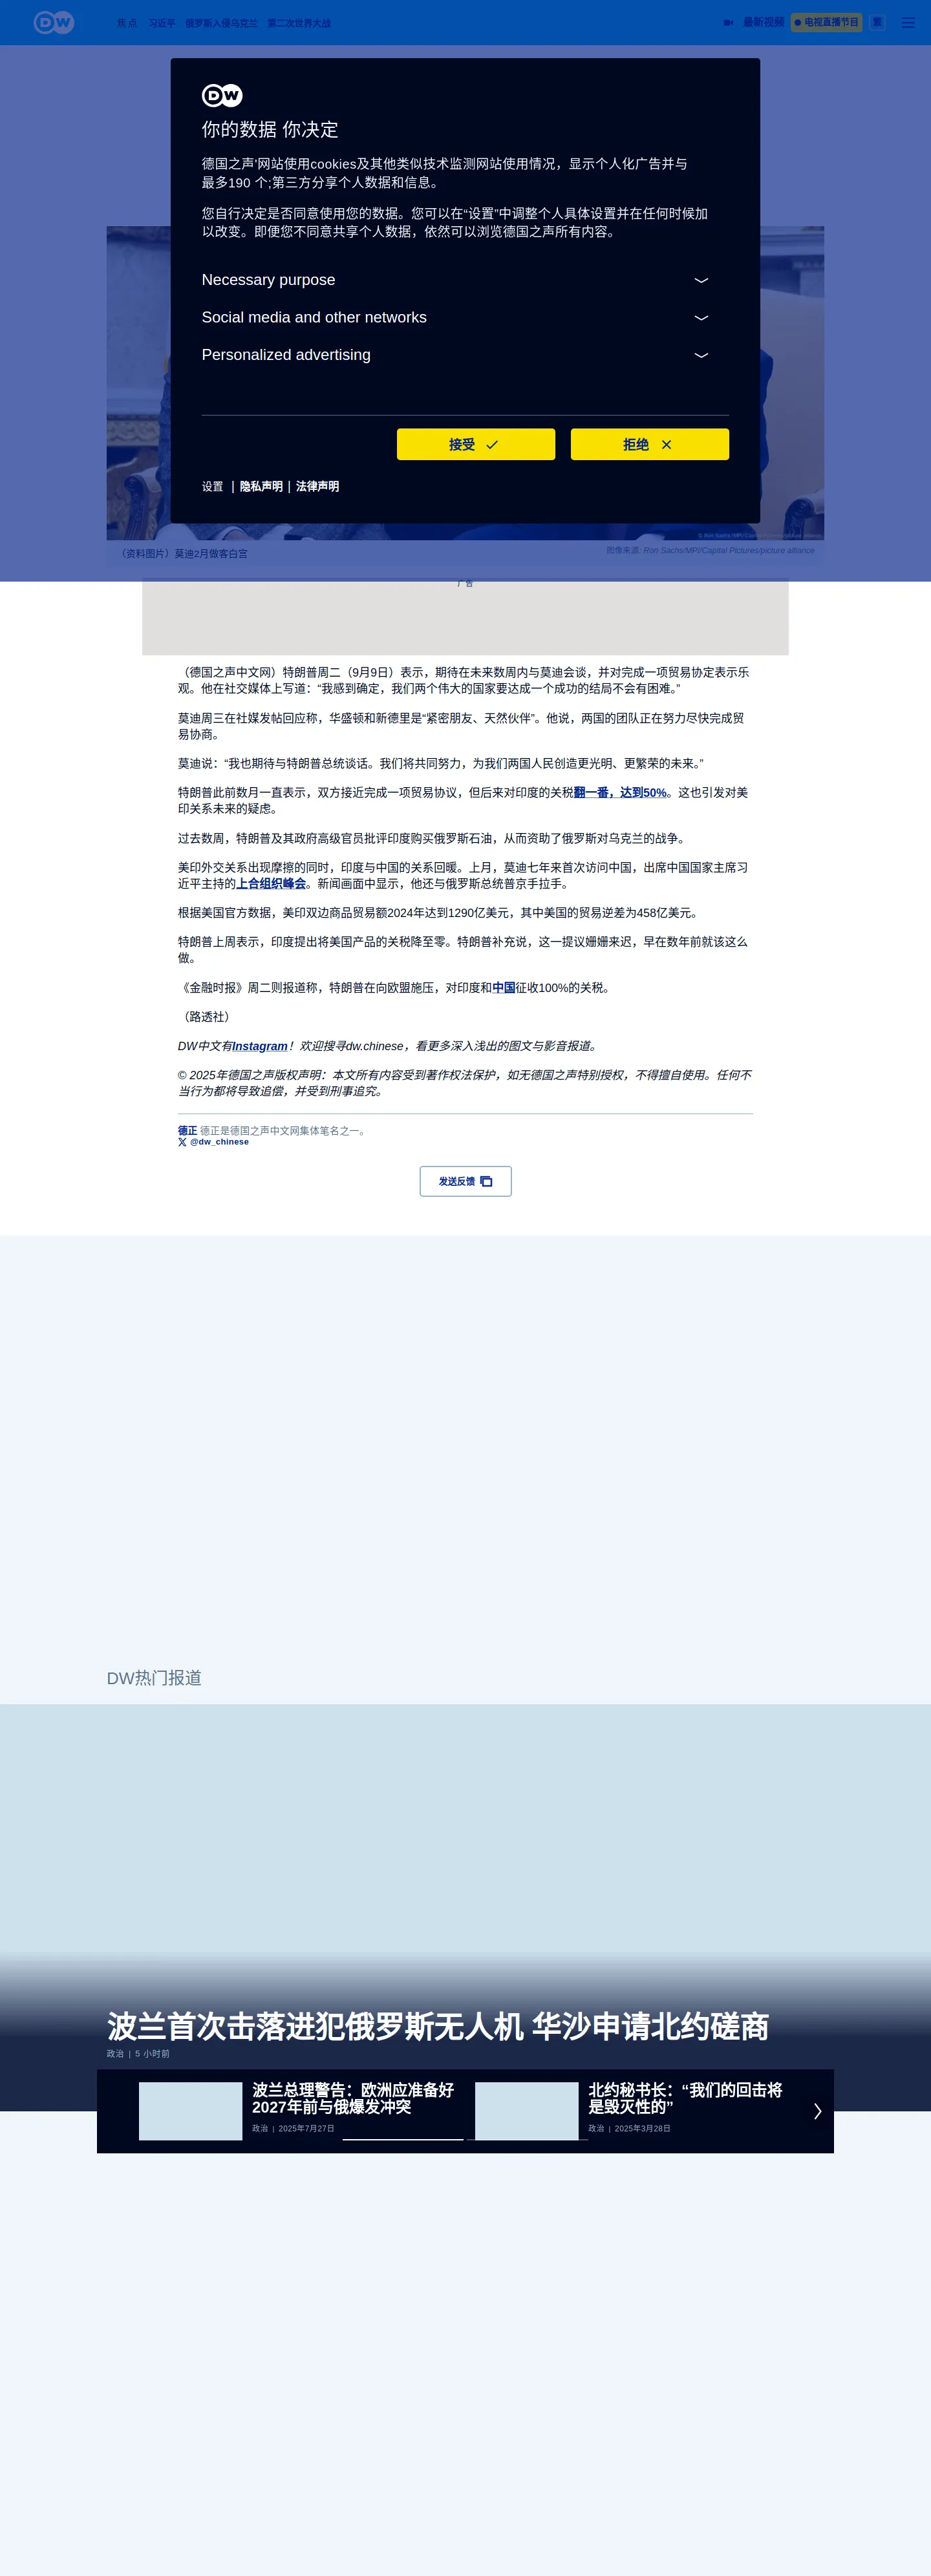 DW
焦点 习近平 俄罗斯入侵乌克兰 第二次世界大战
最新视频 电视直播节目 繁
DW
你的数据 你决定
德国之声'网站使用cookies及其他类似技术监测网站使用情况，显示个人化广告并与
最多190 个;第三方分享个人数据和信息。
您自行决定是否同意使用您的数据。您可以在“设置”中调整个人具体设置并在任何时候加
以改变。即便您不同意共享个人数据，依然可以浏览德国之声所有内容。
Necessary purpose
Social media and other networks
Personalized advertising
接受 拒绝
设置 | 隐私声明 | 法律声明
（资料图片）莫迪2月做客白宫
图像来源: Ron Sachs/MPI/Capital Pictures/picture alliance
广告
（德国之声中文网）特朗普周二（9月9日）表示，期待在未来数周内与莫迪会谈，并对完成一项贸易协定表示乐
观。他在社交媒体上写道：“我感到确定，我们两个伟大的国家要达成一个成功的结局不会有困难。”
莫迪周三在社媒发帖回应称，华盛顿和新德里是“紧密朋友、天然伙伴”。他说，两国的团队正在努力尽快完成贸
易协商。
莫迪说：“我也期待与特朗普总统谈话。我们将共同努力，为我们两国人民创造更光明、更繁荣的未来。”
特朗普此前数月一直表示，双方接近完成一项贸易协议，但后来对印度的关税翻一番，达到50%。这也引发对美
印关系未来的疑虑。
过去数周，特朗普及其政府高级官员批评印度购买俄罗斯石油，从而资助了俄罗斯对乌克兰的战争。
美印外交关系出现摩擦的同时，印度与中国的关系回暖。上月，莫迪七年来首次访问中国，出席中国国家主席习
近平主持的上合组织峰会。新闻画面中显示，他还与俄罗斯总统普京手拉手。
根据美国官方数据，美印双边商品贸易额2024年达到1290亿美元，其中美国的贸易逆差为458亿美元。
特朗普上周表示，印度提出将美国产品的关税降至零。特朗普补充说，这一提议姗姗来迟，早在数年前就该这么
做。
《金融时报》周二则报道称，特朗普在向欧盟施压，对印度和中国征收100%的关税。
（路透社）
DW中文有Instagram！欢迎搜寻dw.chinese，看更多深入浅出的图文与影音报道。
© 2025年德国之声版权声明：本文所有内容受到著作权法保护，如无德国之声特别授权，不得擅自使用。任何不
当行为都将导致追偿，并受到刑事追究。
德正 德正是德国之声中文网集体笔名之一。
@dw_chinese
发送反馈
DW热门报道
波兰首次击落进犯俄罗斯无人机 华沙申请北约磋商
政治 | 5 小时前
波兰总理警告：欧洲应准备好
2027年前与俄爆发冲突
政治 | 2025年7月27日
北约秘书长：“我们的回击将
是毁灭性的”
政治 | 2025年3月28日